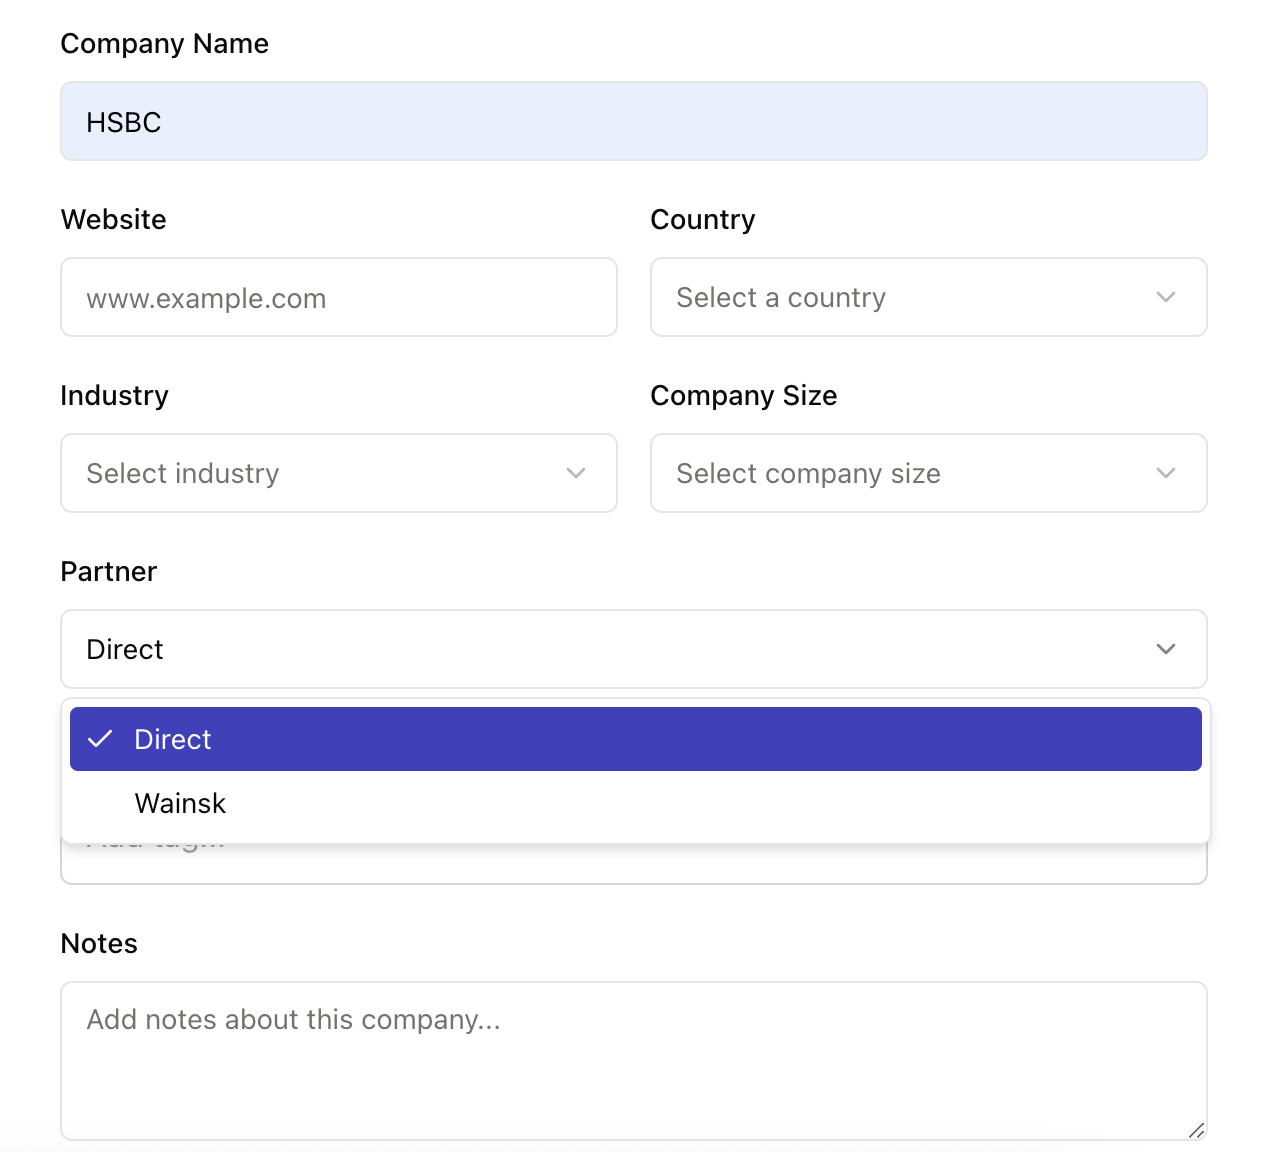 Company Name
HSBC
Website
Country
www.example.com
Select a country
Industry
Company Size
Select industry
Select company size
Partner
Direct
Direct
Wainsk
Notes
Add notes about this company...